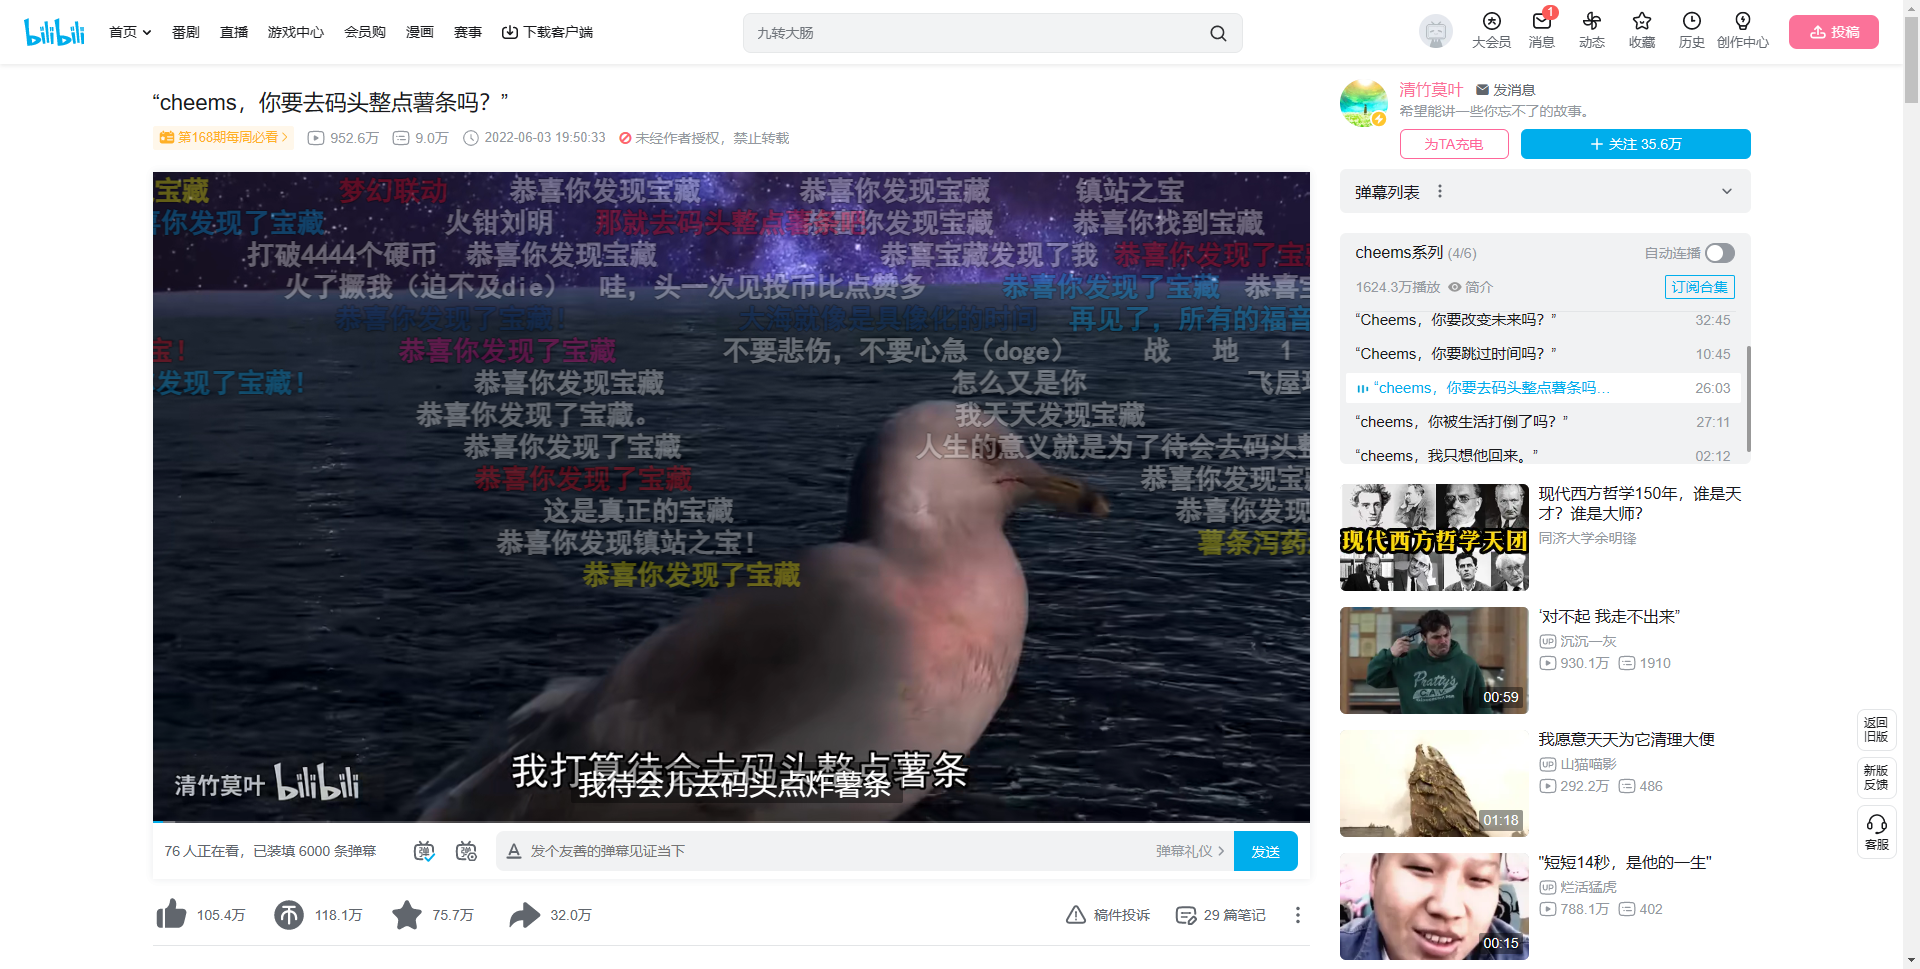 bilibili
首页
番剧
直播
游戏中心
会员购
漫画
赛事
下载客户端
九转大肠
大会员
1
消息
动态
收藏
历史
创作中心
投稿
“cheems，你要去码头整点薯条吗？”
第168期每周必看
952.6万
9.0万
2022-06-03 19:50:33
未经作者授权，禁止转载
宝藏
梦幻联动
恭喜你发现宝藏
恭喜你发现宝藏
镇站之宝
喜你发现了宝藏
火钳刘明
那就去码头整点薯条吧
恭喜你发现宝藏
恭喜你找到宝藏
打破4444个硬币
恭喜你发现宝藏
恭喜宝藏发现了我
恭喜你发现了宝
火了撅我（迫不及die）
哇，头一次见投币比点赞多
恭喜你发现了宝藏
恭喜
恭喜你发现了宝藏！
大海就像是具像化的时间
再见了，所有的福音
宝！
恭喜你发现了宝藏
不要悲伤，不要心急（doge）
战 地 1
发现了宝藏！
恭喜你发现宝藏
怎么又是你
飞屋
恭喜你发现了宝藏。
我天天发现宝藏
恭喜你发现了宝藏
人生的意义就是为了待会去码头
恭喜你发现了宝藏
恭喜你发现
这是真正的宝藏
恭喜你发现
恭喜你发现镇站之宝！
薯条泻药
恭喜你发现了宝藏
我打算待会去码头整点薯条
我待会儿去码头点炸薯条
清竹莫叶 bilibili
76 人正在看，已装填 6000 条弹幕
弹
弹
A
发个友善的弹幕见证当下
弹幕礼仪
发送
105.4万
118.1万
75.7万
32.0万
稿件投诉
29 篇笔记
清竹莫叶
发消息
希望能讲一些你忘不了的故事。
为TA充电
+ 关注 35.6万
弹幕列表
cheems系列 (4/6)
自动连播
1624.3万播放
简介
订阅合集
“Cheems，你要改变未来吗？”
32:45
“Cheems，你要跳过时间吗？”
10:45
“cheems，你要去码头整点薯条吗...
26:03
“cheems，你被生活打倒了吗？”
27:11
“cheems，我只想他回来。”
02:12
现代西方哲学天团
现代西方哲学150年，谁是天
才？谁是大师？
同济大学余明锋
00:59
‘对不起 我走不出来”
UP 沉沉一灰
930.1万
1910
01:18
我愿意天天为它清理大便
UP 山猫喵影
292.2万
486
00:15
"短短14秒，是他的一生"
UP 烂活猛虎
788.1万
402
返回
旧版
新版
反馈
客服